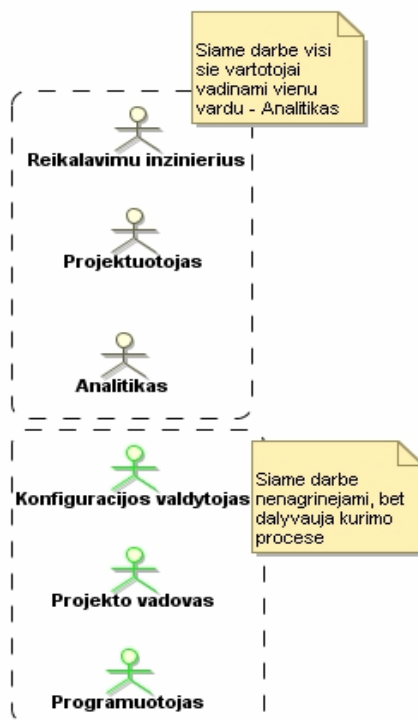 Siame darbe visi
sie vartotojai
vadinami vienu
vardu - Analitikas
Reikalavimu inzinierius
Projektuotojas
Analitikas
Konfiguracijos valdytojas
Siame darbe
nenagrinejami, bet
dalyvauja kurimo
procese
Projekto vadovas
Programuotojas